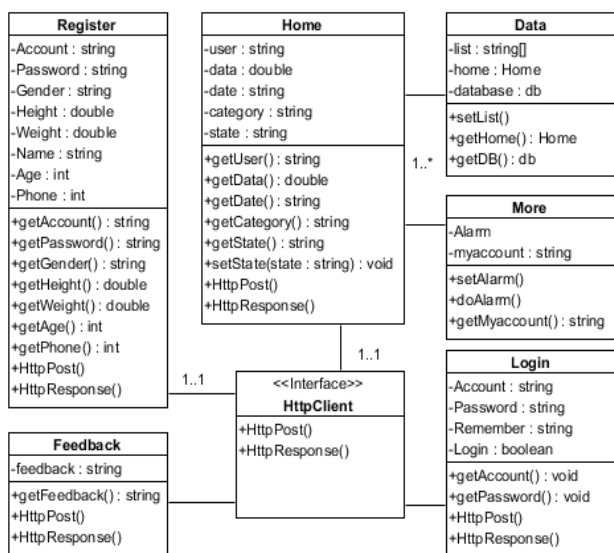 Register
-Account : string
-Password : string
-Gender : string
-Height : double
-Weight : double
-Name : string
-Age : int
-Phone : int
+getAccount() : string
+getPassword() : string
+getGender() : string
+getHeight() : double
+getWeight() : double
+getAge() : int
+getPhone() : int
+HttpPost()
+HttpResponse()
Home
-user : string
-data : double
-date : string
-category : string
-state : string
+getUser() : string
+getData() : double
+getDate() : string
+getCategory() : string
+getState() : string
+setState(state : string) : void
+HttpPost()
+HttpResponse()
Data
-list : string[]
-home : Home
-database : db
+setList()
+getHome() : Home
+getDB() : db
1..*
More
-Alarm
-myaccount : string
+setAlarm()
+doAlarm()
+getMyaccount() : string
1..1
1..1
<<Interface>>
HttpClient
+HttpPost()
+HttpResponse()
Login
-Account : string
-Password : string
-Remember : string
-Login : boolean
+getAccount() : void
+getPassword() : void
+HttpPost()
+HttpResponse()
Feedback
-feedback : string
+getFeedback() : string
+HttpPost()
+HttpResponse()